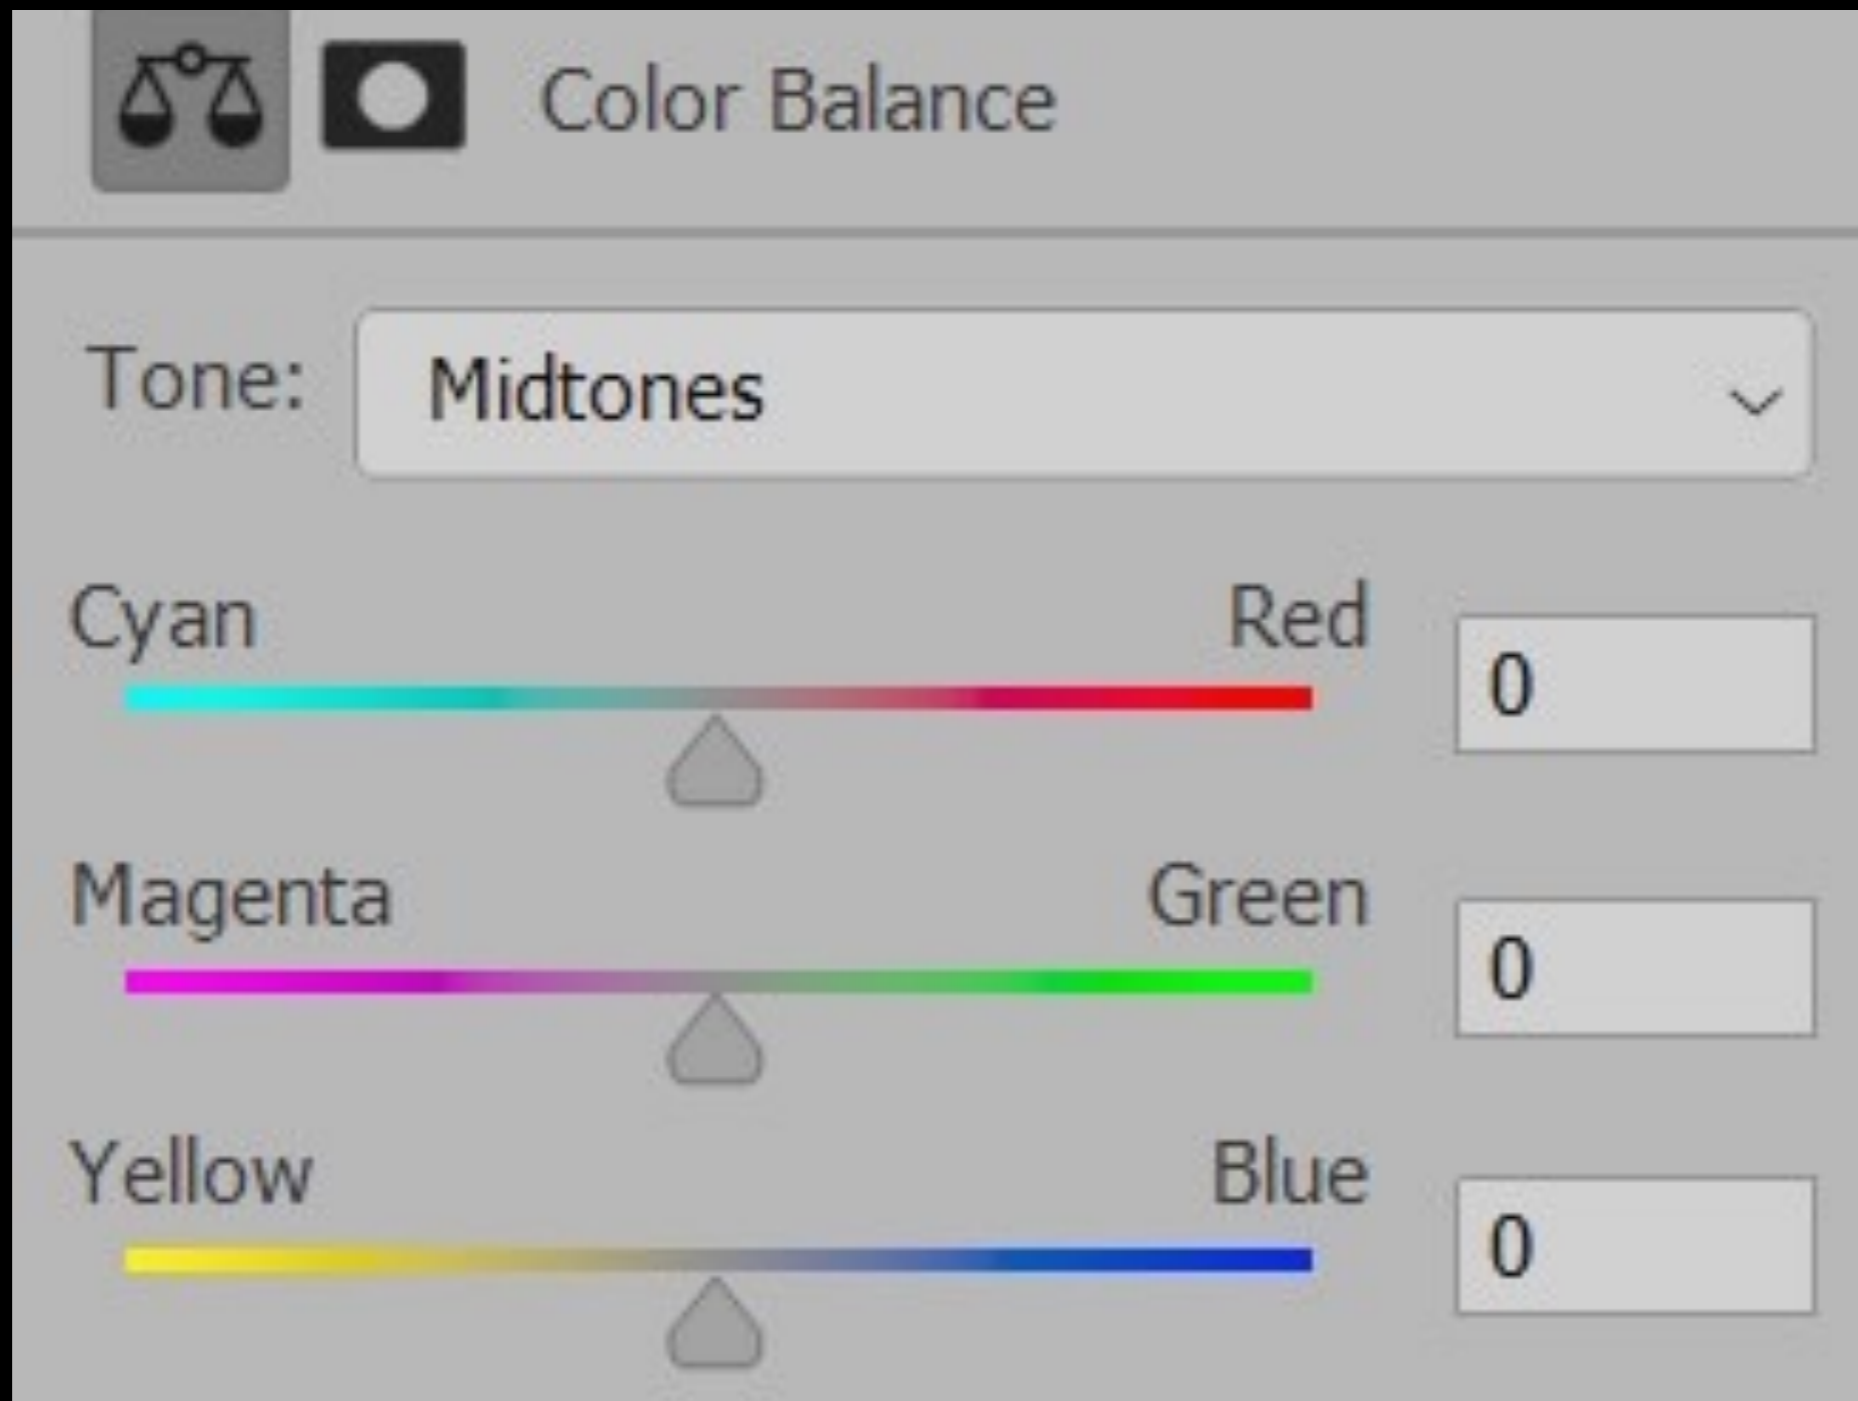 Color Balance
Tone: Midtones
Cyan Red 0
Magenta Green 0
Yellow Blue 0